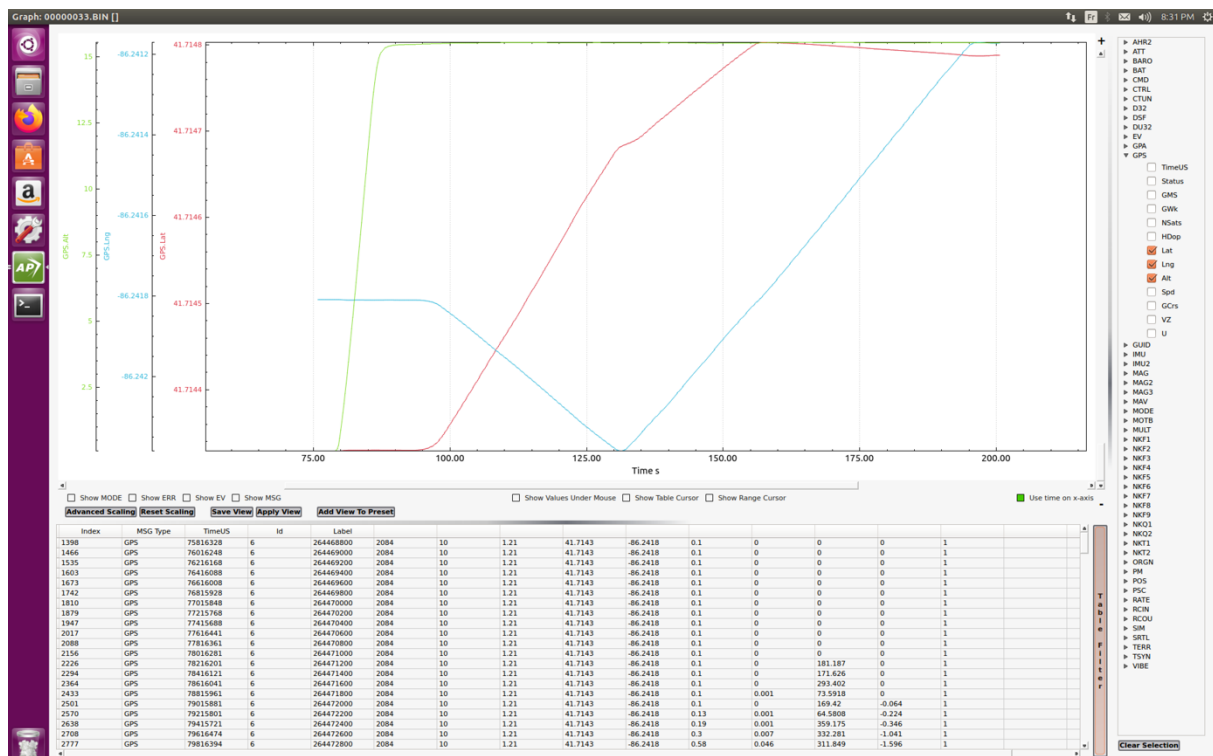 Graph: 00000033.BIN []
Fr
8:31 PM
15
12.5
10
7.5
5
2.5
GPS.Alt
-86.2412
-86.2414
-86.2416
-86.2418
-86.242
GPS.Lng
41.7148
41.7147
41.7146
41.7145
41.7144
GPS.Lat
75.00 100.00 125.00 150.00 175.00 200.00
Time s
+
Show MODE Show ERR Show EV Show MSG Show Values Under Mouse Show Table Cursor Show Range Cursor Use time on x-axis
Advanced Scaling Reset Scaling Save View Apply View Add View To Preset
-
Index MSG Type TimeUS Id Label
1398 GPS 75816328 6 264468800 2084 10 1.21 41.7143 -86.2418 0.1 0 0 0 1
1466 GPS 76016248 6 264469000 2084 10 1.21 41.7143 -86.2418 0.1 0 0 0 1
1535 GPS 76216168 6 264469200 2084 10 1.21 41.7143 -86.2418 0.1 0 0 0 1
1603 GPS 76416088 6 264469400 2084 10 1.21 41.7143 -86.2418 0.1 0 0 0 1
1673 GPS 76616008 6 264469600 2084 10 1.21 41.7143 -86.2418 0.1 0 0 0 1
1742 GPS 76815928 6 264469800 2084 10 1.21 41.7143 -86.2418 0.1 0 0 0 1
1810 GPS 77015848 6 264470000 2084 10 1.21 41.7143 -86.2418 0.1 0 0 0 1
1879 GPS 77215768 6 264470200 2084 10 1.21 41.7143 -86.2418 0.1 0 0 0 1
1947 GPS 77415688 6 264470400 2084 10 1.21 41.7143 -86.2418 0.1 0 0 0 1
2017 GPS 77616441 6 264470600 2084 10 1.21 41.7143 -86.2418 0.1 0 0 0 1
2088 GPS 77816361 6 264470800 2084 10 1.21 41.7143 -86.2418 0.1 0 0 0 1
2156 GPS 78016281 6 264471000 2084 10 1.21 41.7143 -86.2418 0.1 0 0 0 1
2226 GPS 78216201 6 264471200 2084 10 1.21 41.7143 -86.2418 0.1 0 181.187 0 1
2294 GPS 78416121 6 264471400 2084 10 1.21 41.7143 -86.2418 0.1 0 171.626 0 1
2364 GPS 78616041 6 264471600 2084 10 1.21 41.7143 -86.2418 0.1 0 293.402 0 1
2433 GPS 78815961 6 264471800 2084 10 1.21 41.7143 -86.2418 0.1 0.001 73.5918 0 1
2501 GPS 79015881 6 264472000 2084 10 1.21 41.7143 -86.2418 0.1 0 169.42 -0.064 1
2570 GPS 79215801 6 264472200 2084 10 1.21 41.7143 -86.2418 0.13 0.001 64.5808 -0.224 1
2638 GPS 79415721 6 264472400 2084 10 1.21 41.7143 -86.2418 0.19 0.001 359.175 -0.346 1
2708 GPS 79616474 6 264472600 2084 10 1.21 41.7143 -86.2418 0.3 0.007 332.281 -1.041 1
2777 GPS 79816394 6 264472800 2084 10 1.21 41.7143 -86.2418 0.58 0.046 311.849 -1.596 1
Table Filter
AHR2
ATT
BARO
BAT
CMD
CTRL
CTUN
D32
DSF
DU32
EV
GPA
GPS
TimeUS
Status
GMS
GWk
NSats
HDop
Lat
Lng
Alt
Spd
GCrs
VZ
U
GUID
IMU
IMU2
MAG
MAG2
MAG3
MAV
MODE
MOTB
MULT
NKF1
NKF2
NKF3
NKF4
NKF5
NKF6
NKF7
NKF8
NKF9
NKQ1
NKQ2
NKT1
NKT2
ORGN
PM
POS
PSC
RATE
RCIN
RCOU
SIM
SRTL
TERR
TSYN
VIBE
Clear Selection
a
AP
>_